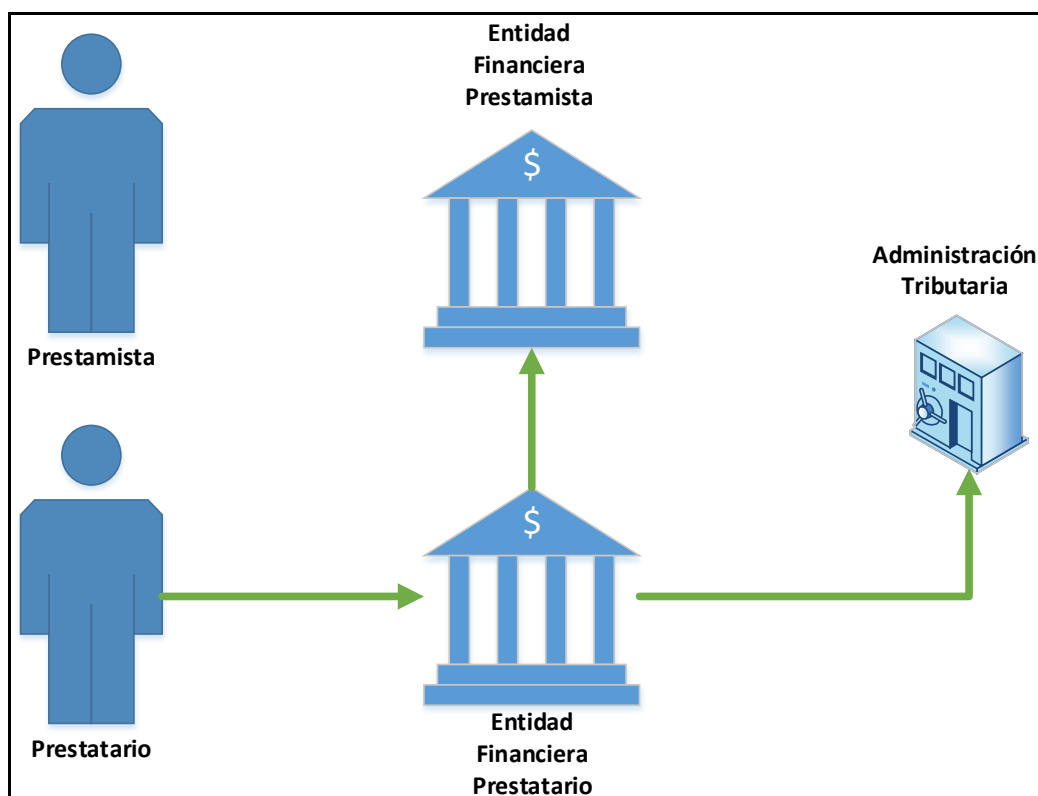 Entidad
Financiera
Prestamista
$
Administración
Tributaria
Prestamista
$
Prestatario
Entidad
Financiera
Prestatario